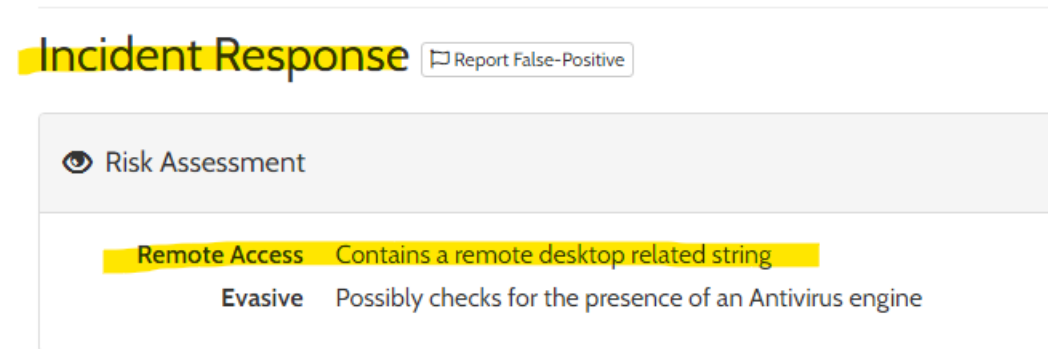 Incident Response Report False-Positive
Risk Assessment
Remote Access Contains a remote desktop related string
Evasive Possibly checks for the presence of an Antivirus engine